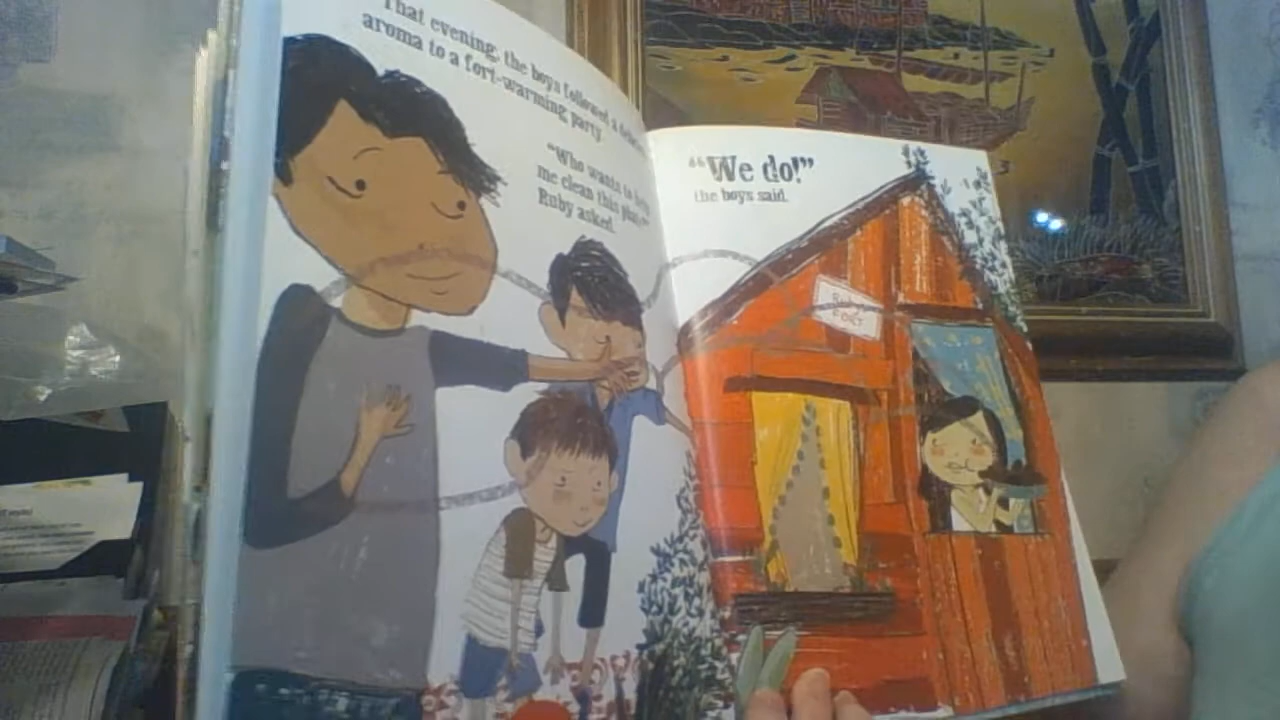 That evening, the boys followed a
aroma to a fort-warming party.
"Who wants to
me clean this
Ruby asked.
"We do!"
the boys said.